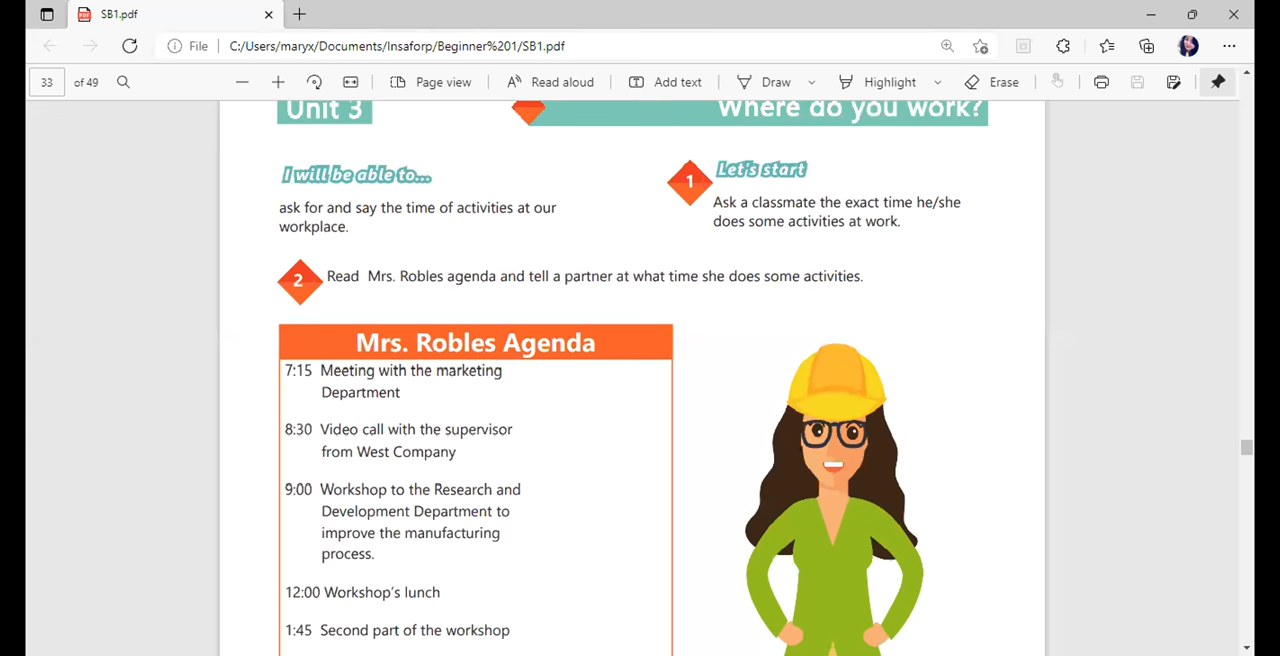 SB1.pdf
File C:/Users/maryx/Documents/Insaforp/Beginner%201/SB1.pdf
33 of 49 Page view Read aloud Add text Draw Highlight Erase
Unit 3 Where do you work?
I will be able to...
ask for and say the time of activities at our
workplace.
1 Let's start
Ask a classmate the exact time he/she
does some activities at work.
2 Read Mrs. Robles agenda and tell a partner at what time she does some activities.
Mrs. Robles Agenda
7:15 Meeting with the marketing
Department
8:30 Video call with the supervisor
from West Company
9:00 Workshop to the Research and
Development Department to
improve the manufacturing
process.
12:00 Workshop's lunch
1:45 Second part of the workshop